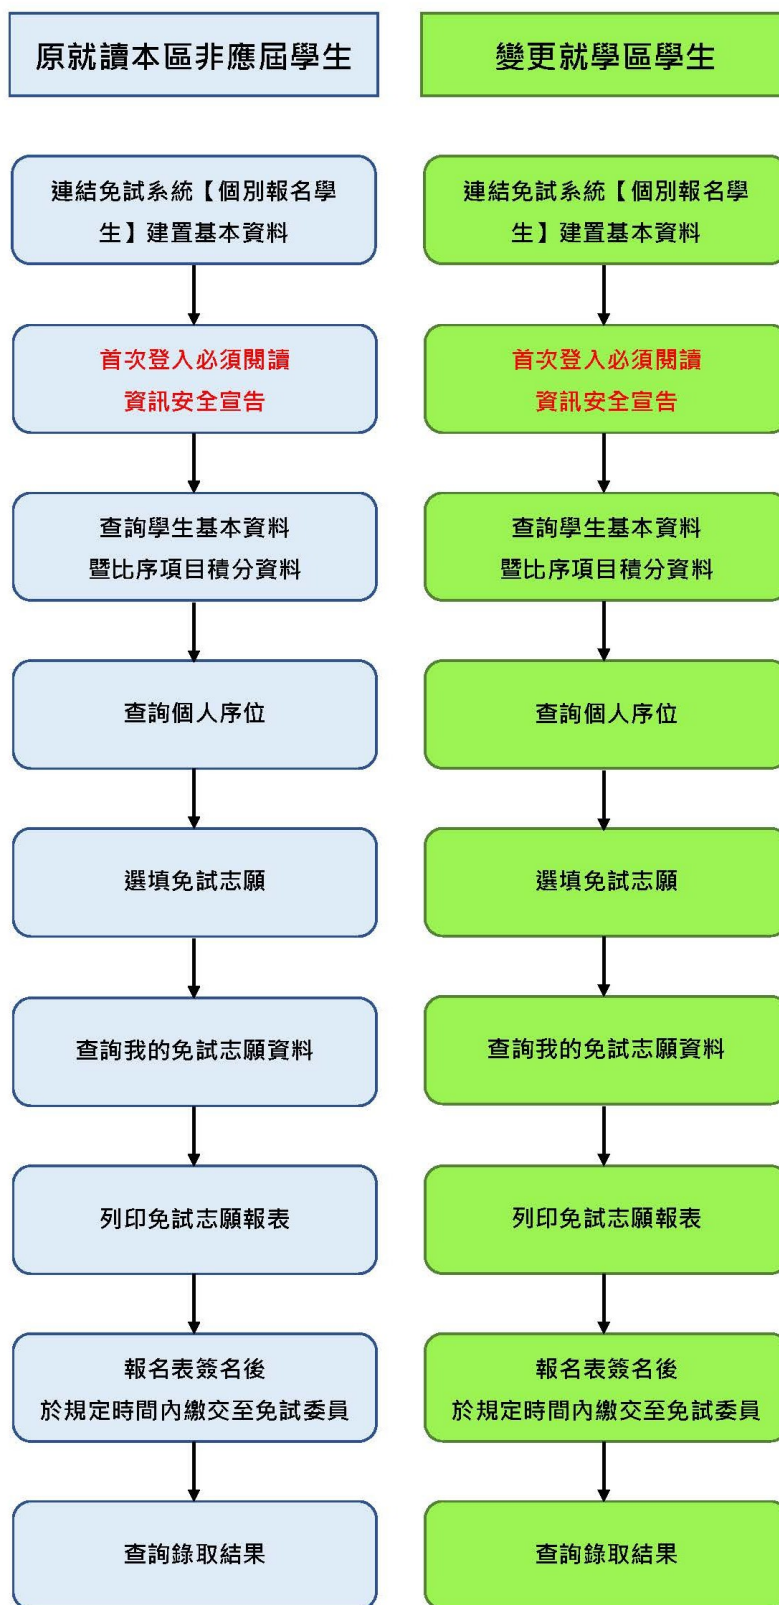 原就讀本區非應屆學生
連結免試系統【個別報名學
生】建置基本資料
首次登入必須閱讀
資訊安全宣告
查詢學生基本資料
暨比序項目積分資料
查詢個人序位
選填免試志願
查詢我的免試志願資料
列印免試志願報表
報名表簽名後
於規定時間內繳交至免試委員
查詢錄取結果
變更就學區學生
連結免試系統【個別報名學
生】建置基本資料
首次登入必須閱讀
資訊安全宣告
查詢學生基本資料
暨比序項目積分資料
查詢個人序位
選填免試志願
查詢我的免試志願資料
列印免試志願報表
報名表簽名後
於規定時間內繳交至免試委員
查詢錄取結果